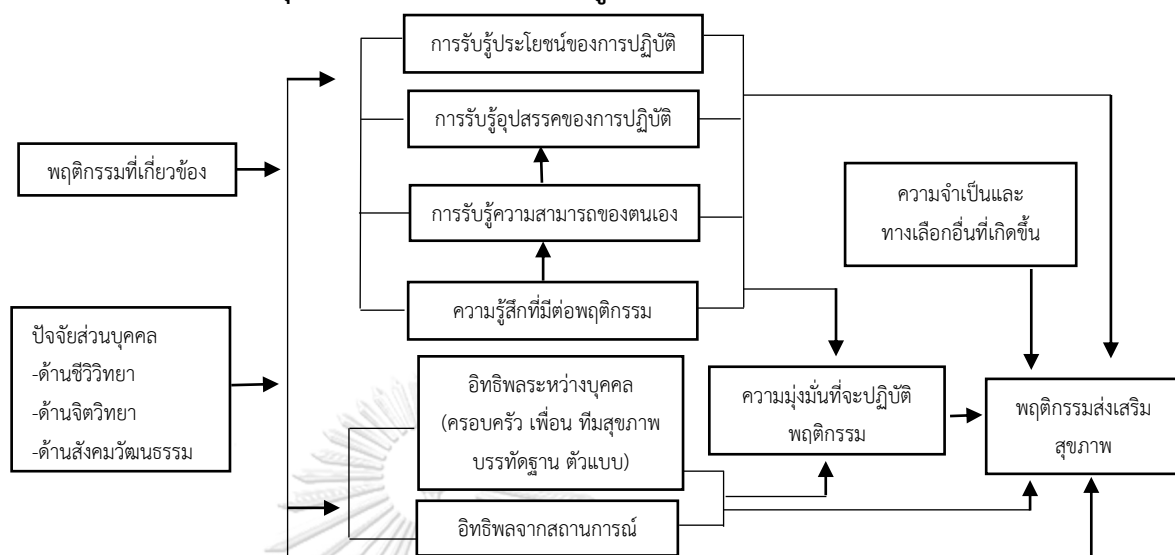 การรับรู้ประโยชน์ของการปฏิบัติ
การรับรู้อุปสรรคของการปฏิบัติ
พฤติกรรมที่เกี่ยวข้อง
การรับรู้ความสามารถของตนเอง
ความจำเป็นและ
ทางเลือกอื่นที่เกิดขึ้น
ความรู้สึกที่มีต่อพฤติกรรม
ปัจจัยส่วนบุคคล
-ด้านชีววิทยา
-ด้านจิตวิทยา
-ด้านสังคมวัฒนธรรม
อิทธิพลระหว่างบุคคล
(ครอบครัว เพื่อน ทีมสุขภาพ
บรรทัดฐาน ตัวแบบ)
ความมุ่งมั่นที่จะปฏิบัติ
พฤติกรรม
พฤติกรรมส่งเสริม
สุขภาพ
อิทธิพลจากสถานการณ์